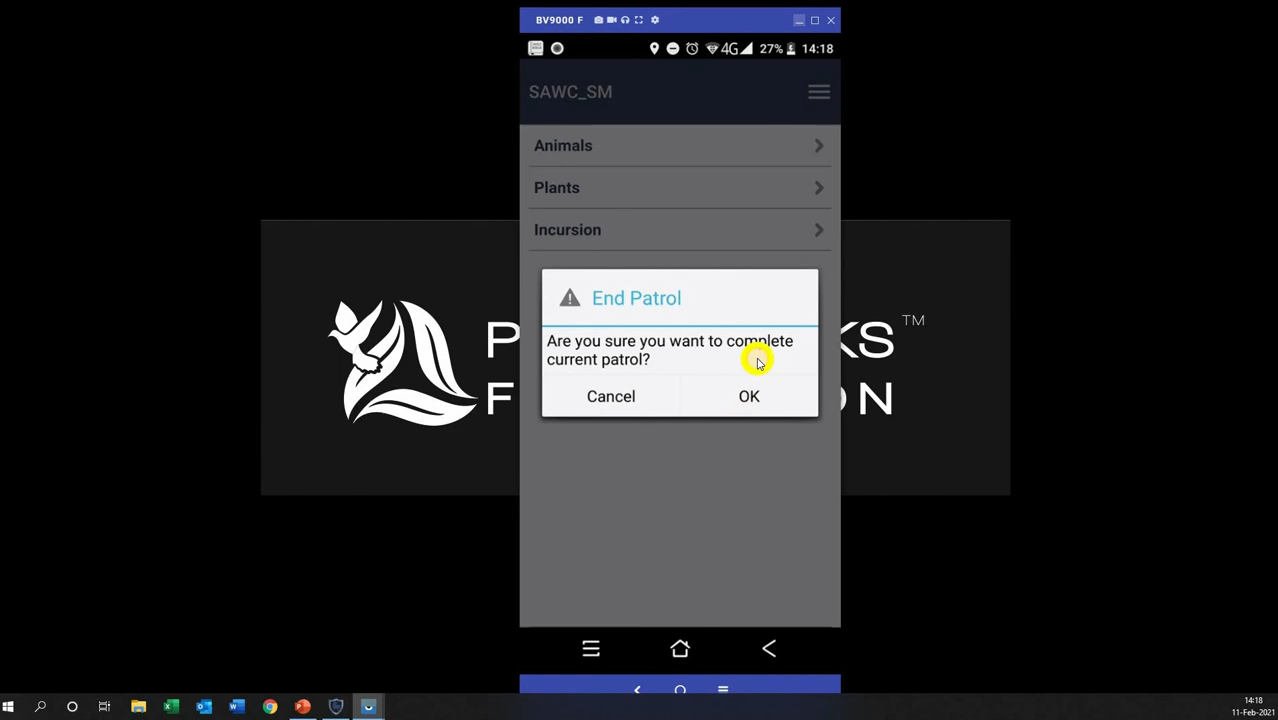 BV9000 F
4G 27% 14:18
SAWC_SM
Animals
Plants
Incursion
End Patrol
Are you sure you want to complete
current patrol?
Cancel OK
TM
14:18
11-Feb-2021